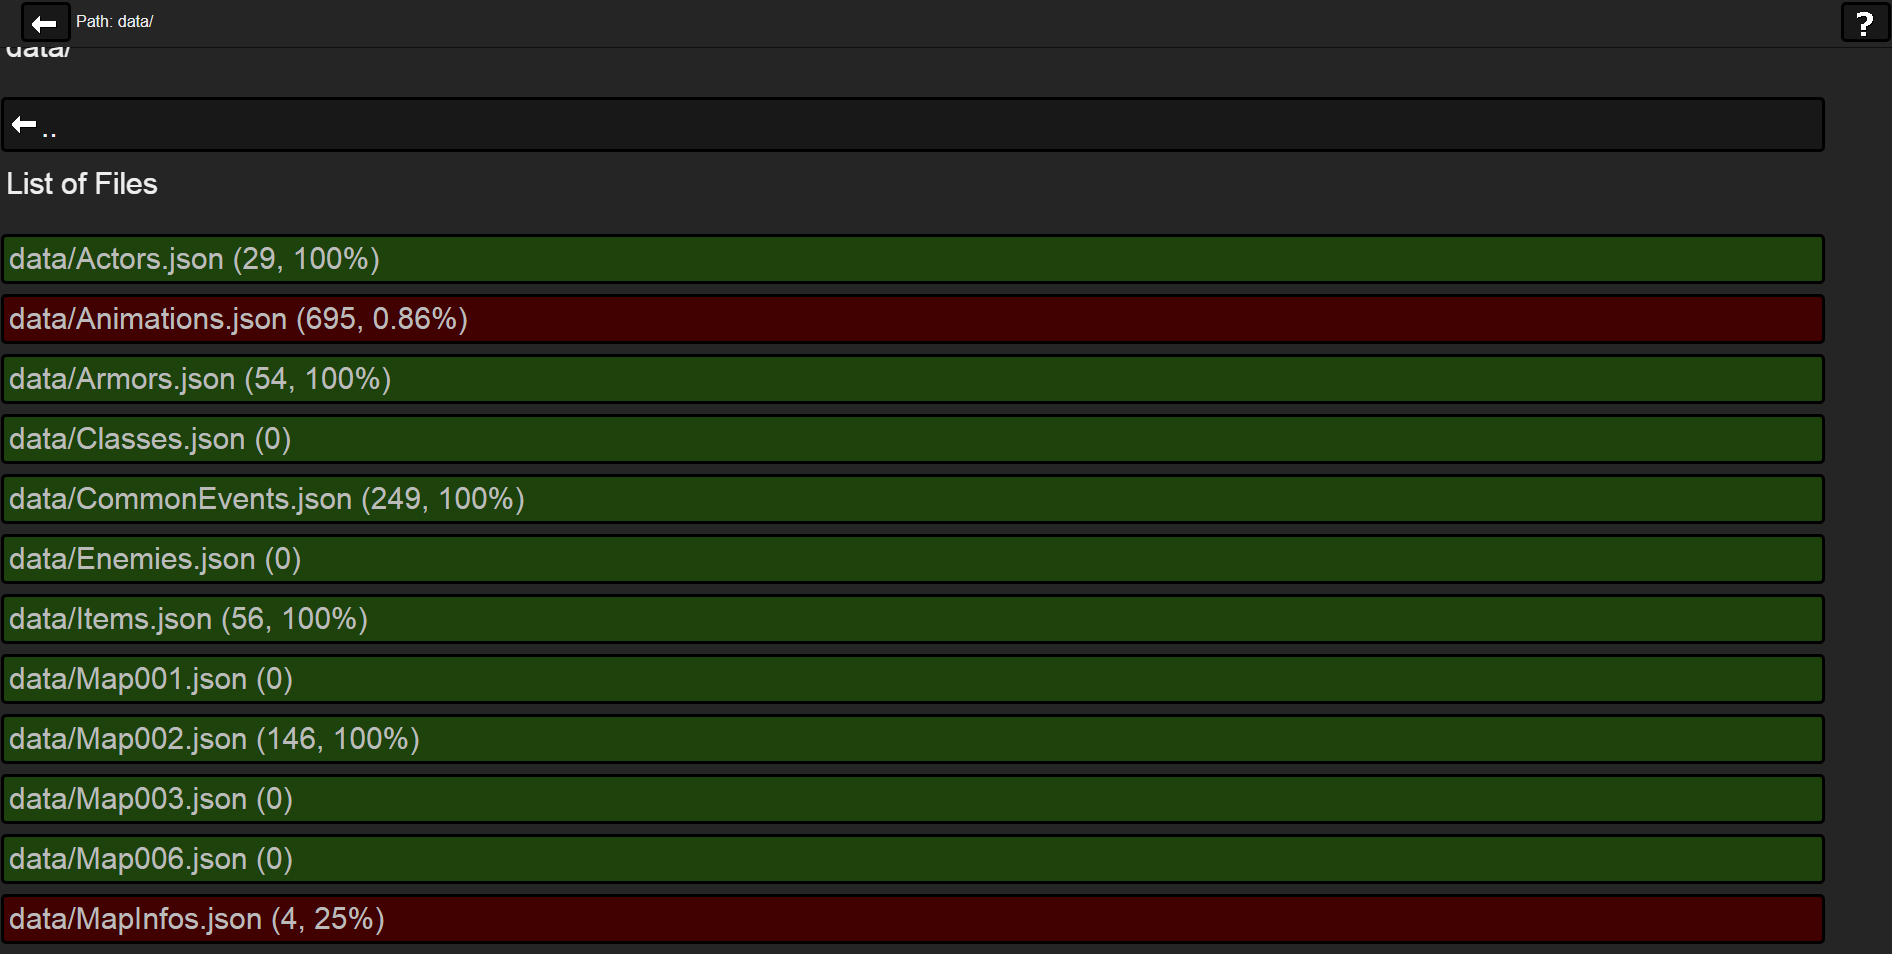 Path: data/
?
data/
..
List of Files
data/Actors.json (29, 100%)
data/Animations.json (695, 0.86%)
data/Armors.json (54, 100%)
data/Classes.json (0)
data/CommonEvents.json (249, 100%)
data/Enemies.json (0)
data/Items.json (56, 100%)
data/Map001.json (0)
data/Map002.json (146, 100%)
data/Map003.json (0)
data/Map006.json (0)
data/MapInfos.json (4, 25%)